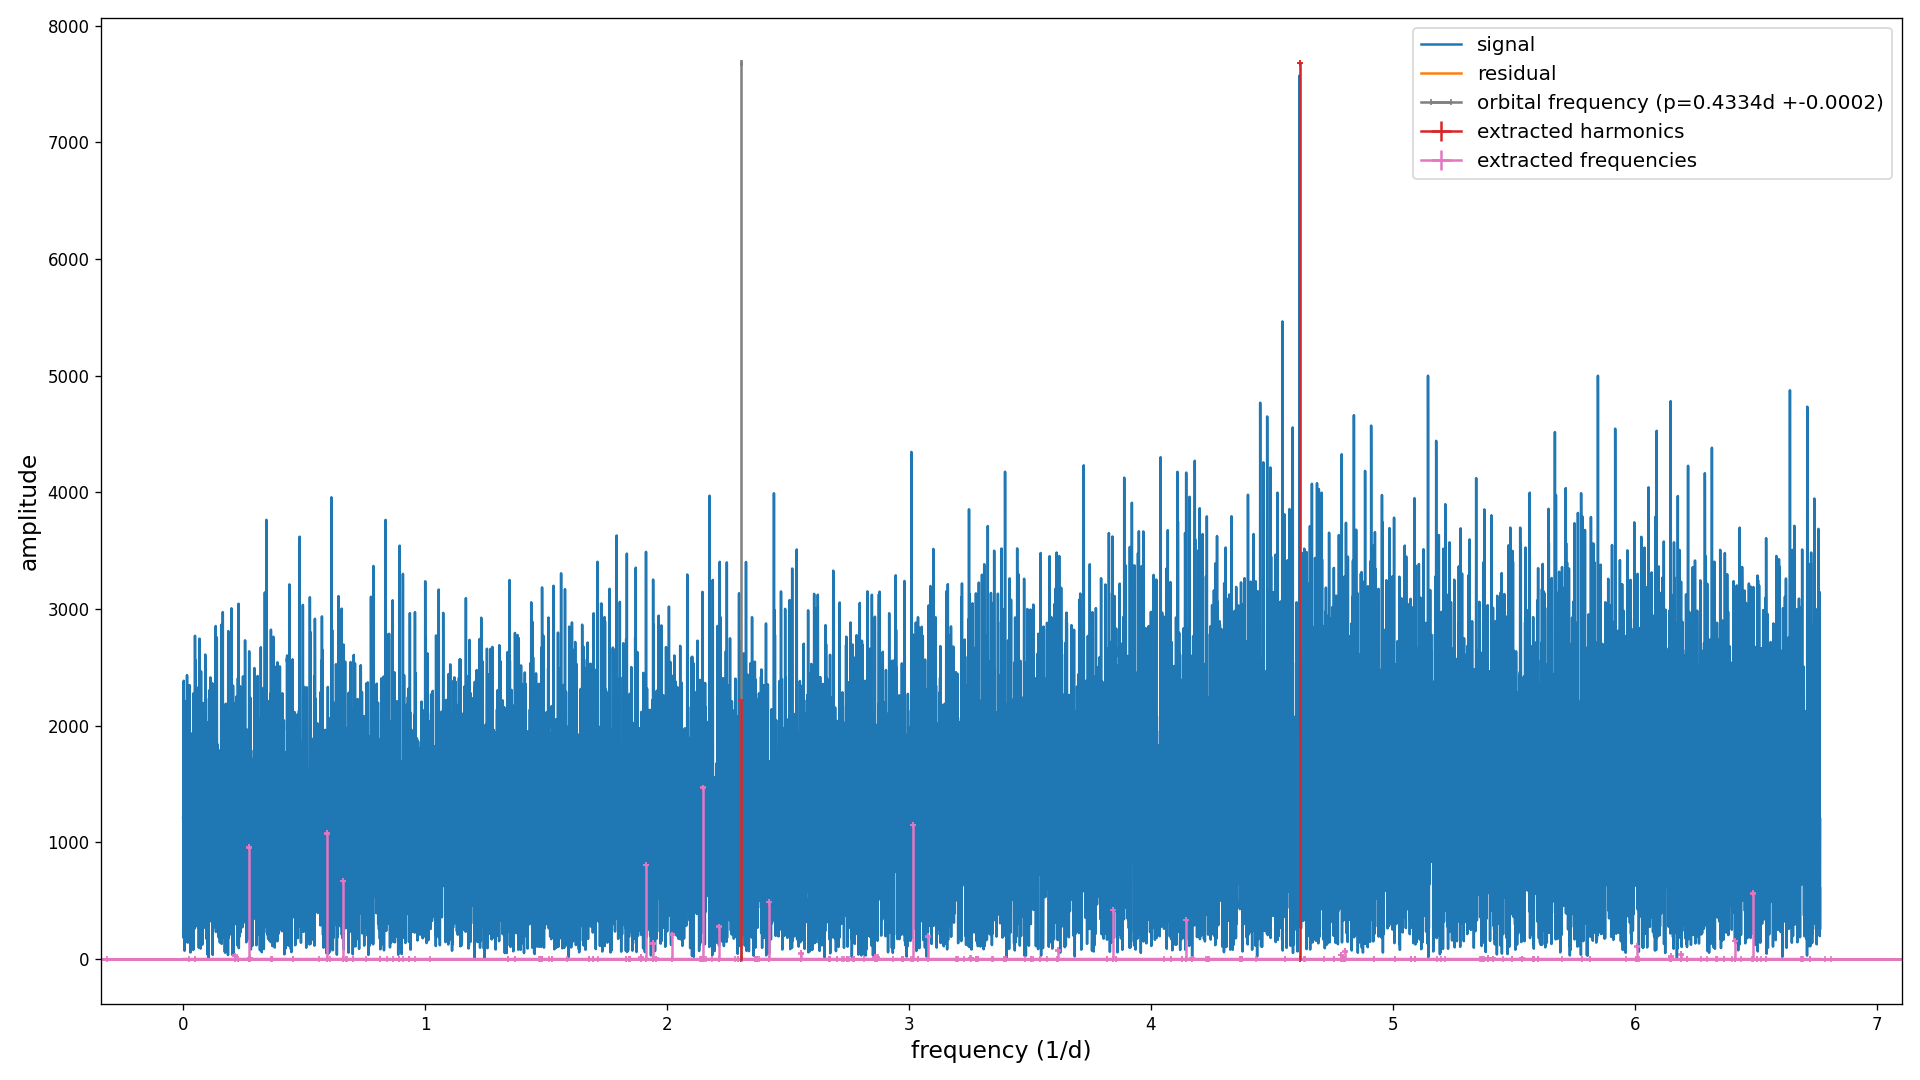 8000
7000
6000
5000
4000
3000
2000
1000
0
amplitude
signal
residual
orbital frequency (p=0.4334d +-0.0002)
extracted harmonics
extracted frequencies
0 1 2 3 4 5 6 7
frequency (1/d)